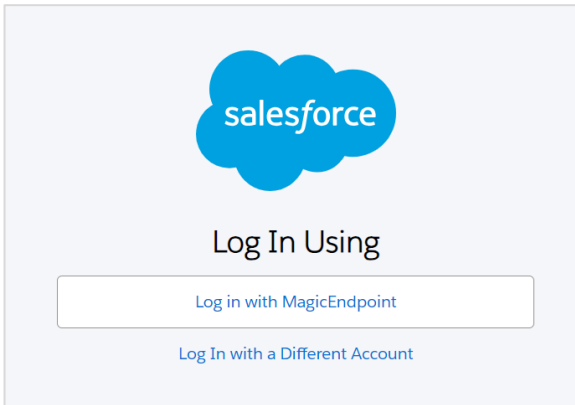 salesforce
Log In Using
Log in with MagicEndpoint
Log In with a Different Account